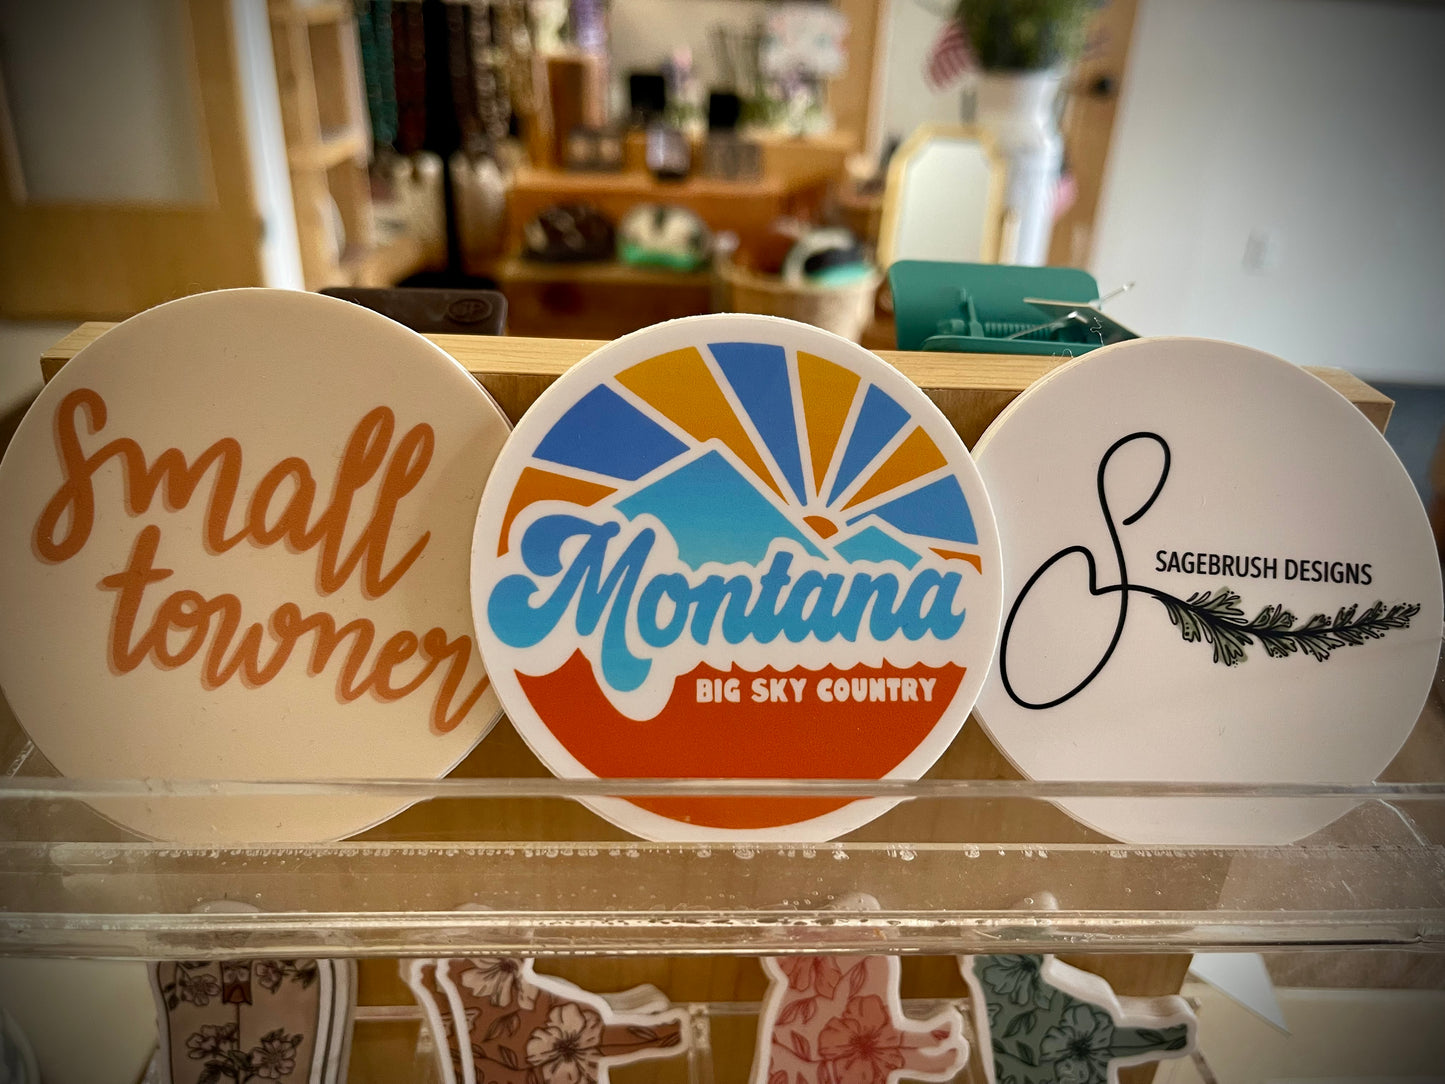 Small
towner
Montana
BIG SKY COUNTRY
S
SAGEBRUSH DESIGNS